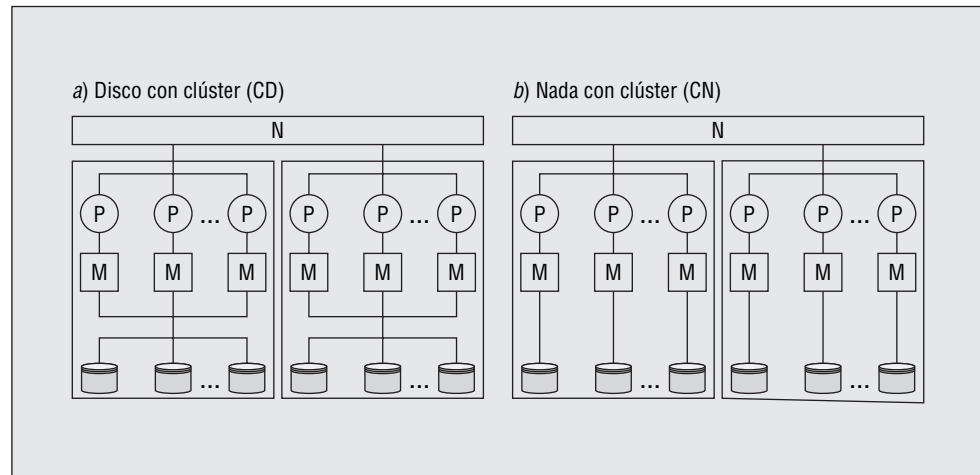 a) Disco con clúster (CD)
b) Nada con clúster (CN)
N
N
P P ... P P P ... P
P P ... P P P ... P
M M M M M M
M M M M M M
... ...
... ...